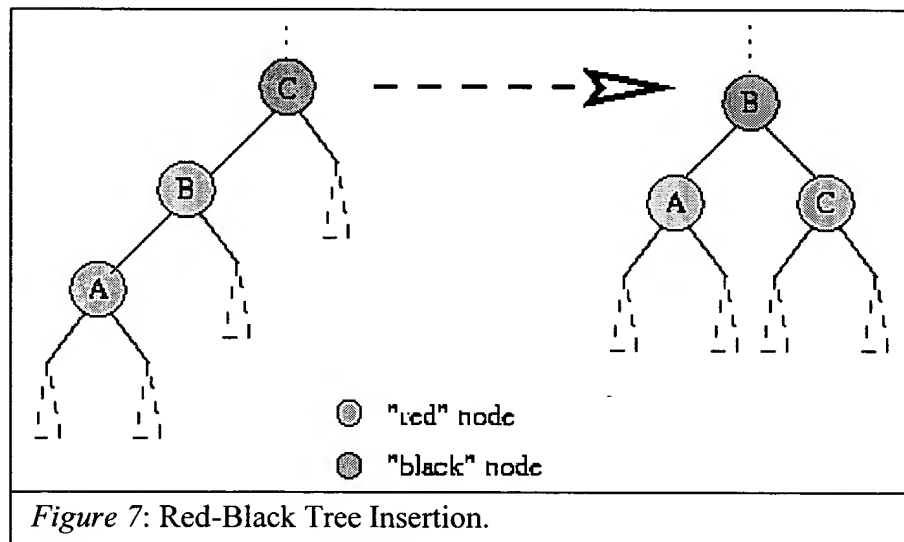 C
B
B
A
C
A
"red" node
"black" node
Figure 7: Red-Black Tree Insertion.